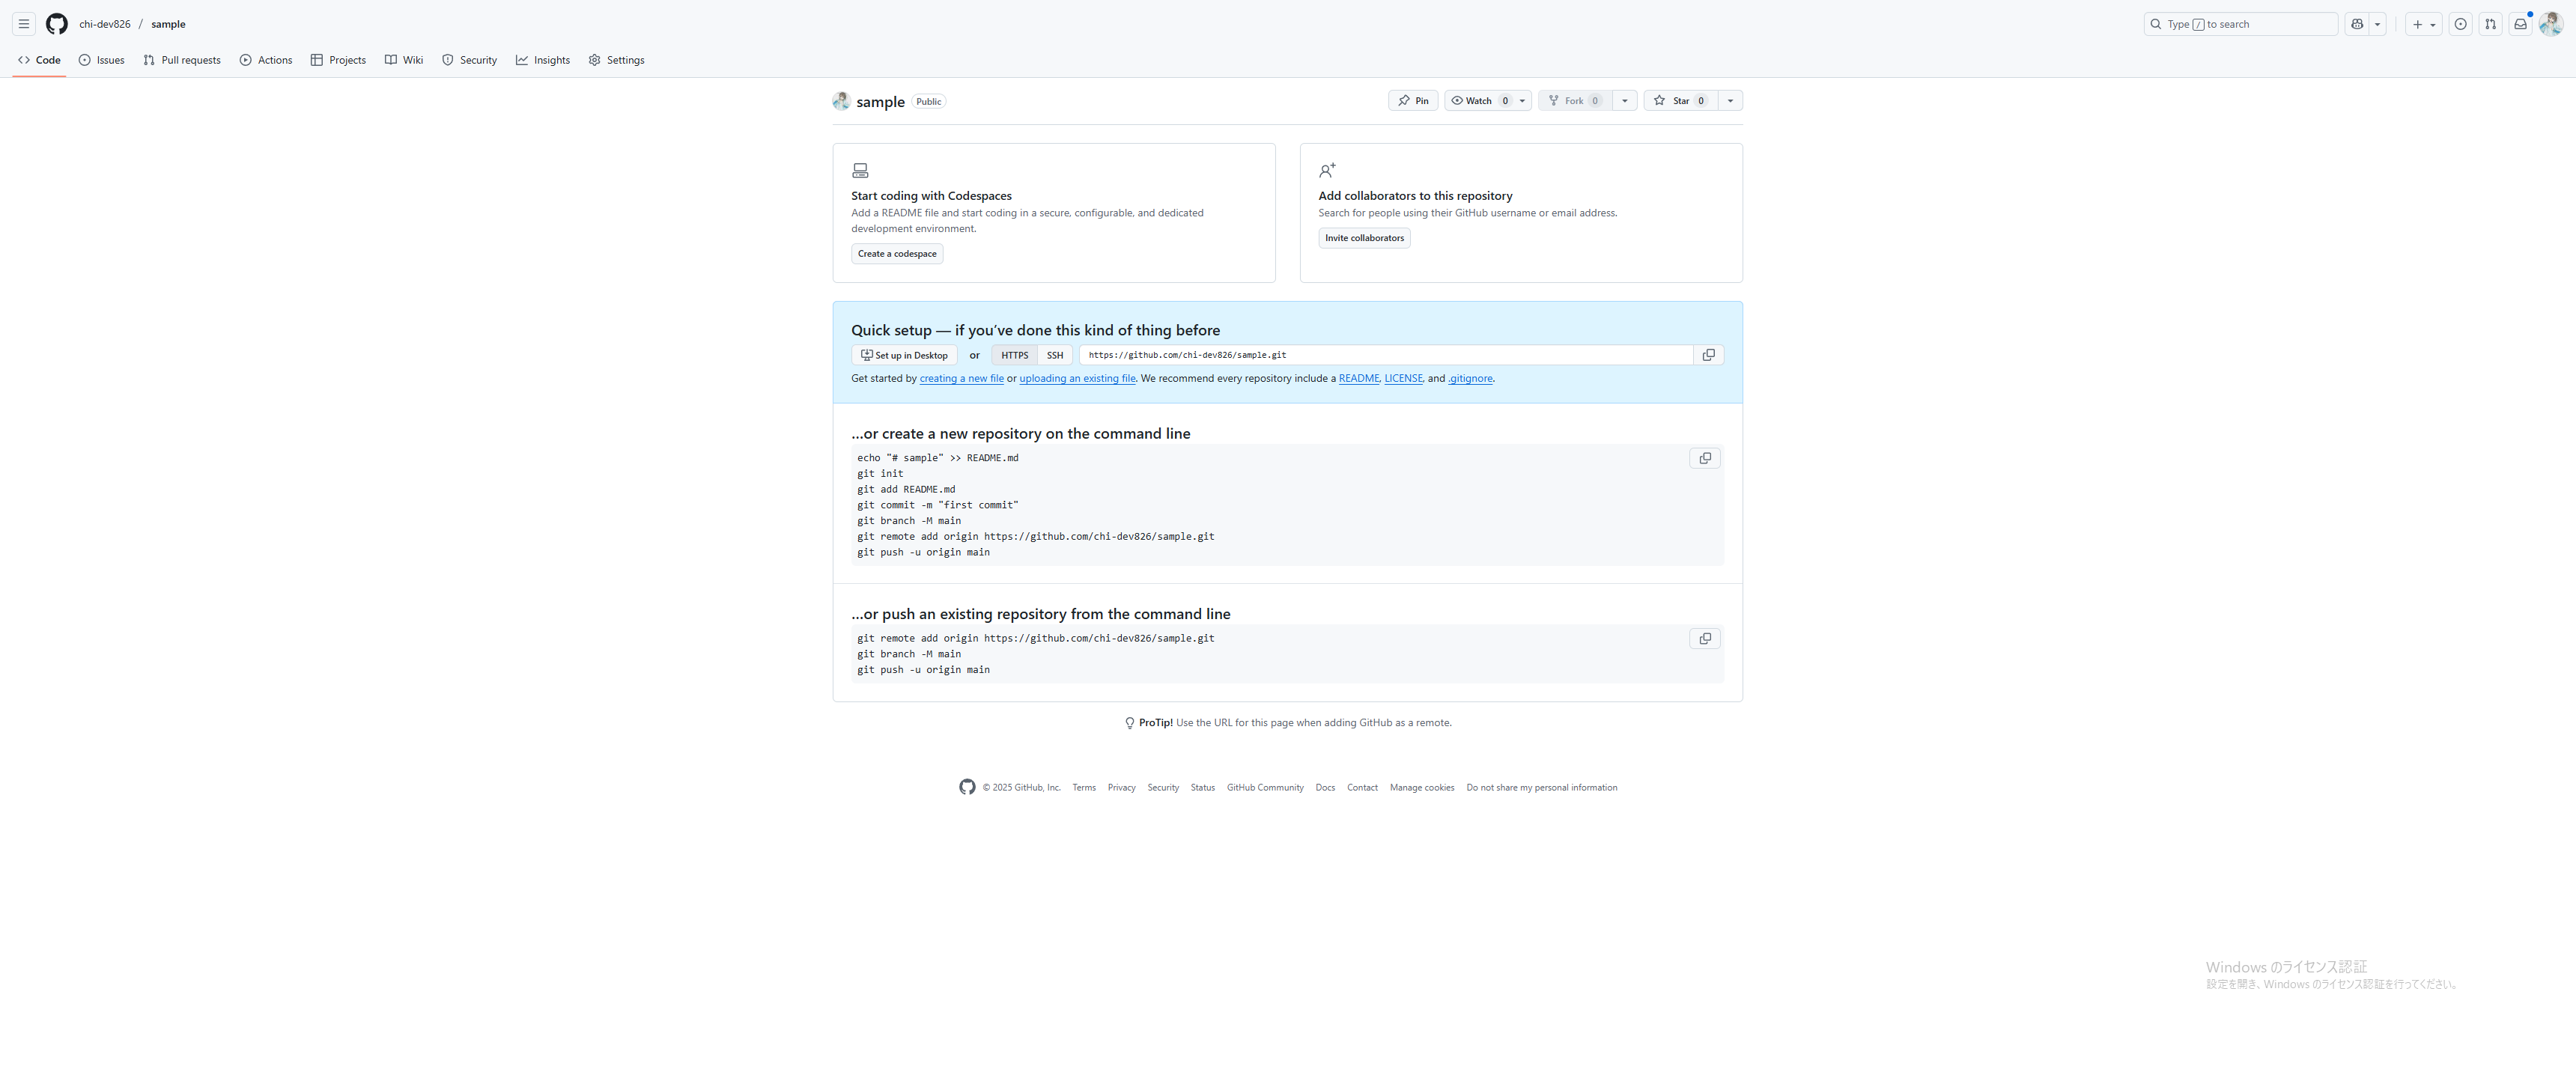 chi-dev826 / sample
Type / to search
Code Issues Pull requests Actions Projects Wiki Security Insights Settings
sample Public
Pin Watch 0 Fork 0 Star 0
Start coding with Codespaces
Add a README file and start coding in a secure, configurable, and dedicated
development environment.
Create a codespace
Add collaborators to this repository
Search for people using their GitHub username or email address.
Invite collaborators
Quick setup — if you’ve done this kind of thing before
Set up in Desktop or HTTPS SSH https://github.com/chi-dev826/sample.git
Get started by creating a new file or uploading an existing file. We recommend every repository include a README, LICENSE, and .gitignore.
…or create a new repository on the command line
echo "# sample" >> README.md
git init
git add README.md
git commit -m "first commit"
git branch -M main
git remote add origin https://github.com/chi-dev826/sample.git
git push -u origin main
…or push an existing repository from the command line
git remote add origin https://github.com/chi-dev826/sample.git
git branch -M main
git push -u origin main
ProTip! Use the URL for this page when adding GitHub as a remote.
© 2025 GitHub, Inc. Terms Privacy Security Status GitHub Community Docs Contact Manage cookies Do not share my personal information
Windows のライセンス認証
設定を開き、Windows のライセンス認証を行ってください。